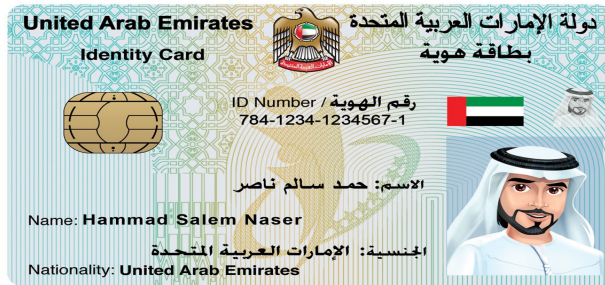 United Arab Emirates
دولة الإمارات العربية المتحدة
Identity Card
بطاقة هوية
ID Number / رقم الهوية
784-1234-1234567-1
الاسم: حمد سالم ناصر
Name: Hammad Salem Naser
الجنسية: الإمارات العربية المتحدة
Nationality: United Arab Emirates